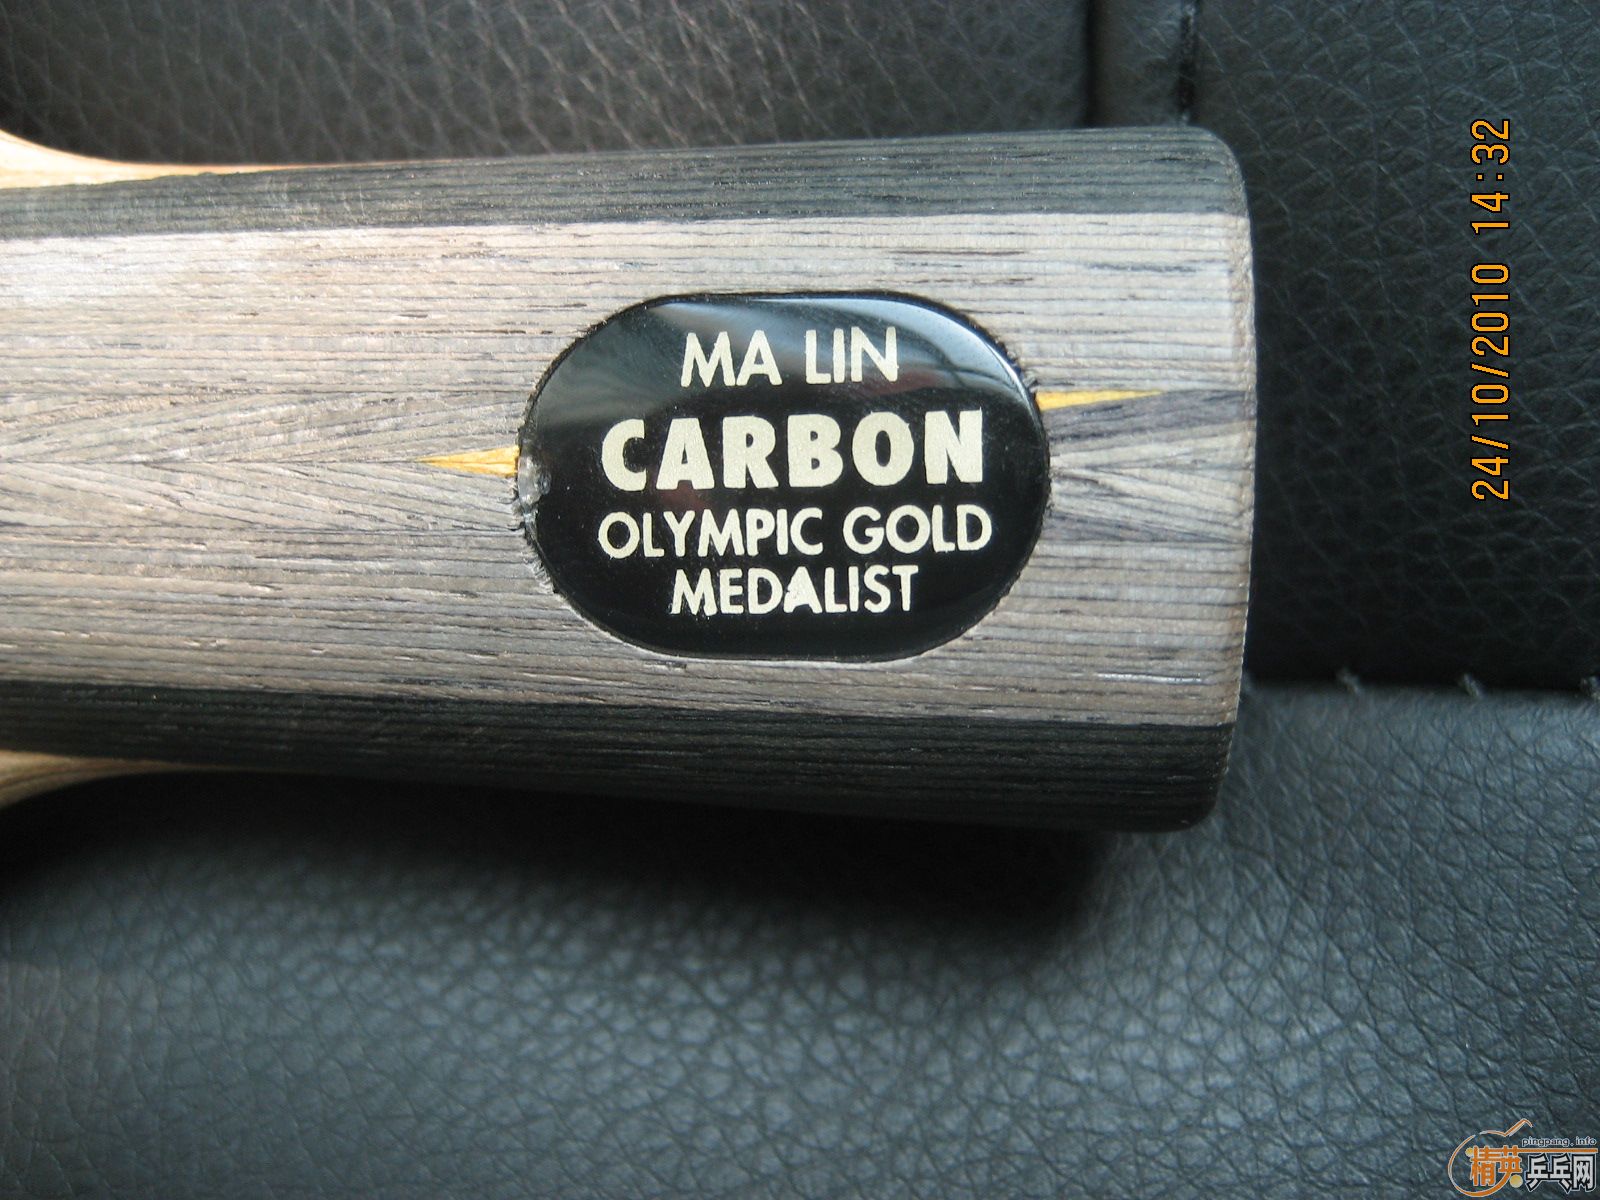 MA LIN
CARBON
OLYMPIC GOLD
MEDALIST
24/10/2010 14:32
pingpang.info
精英乒乓网